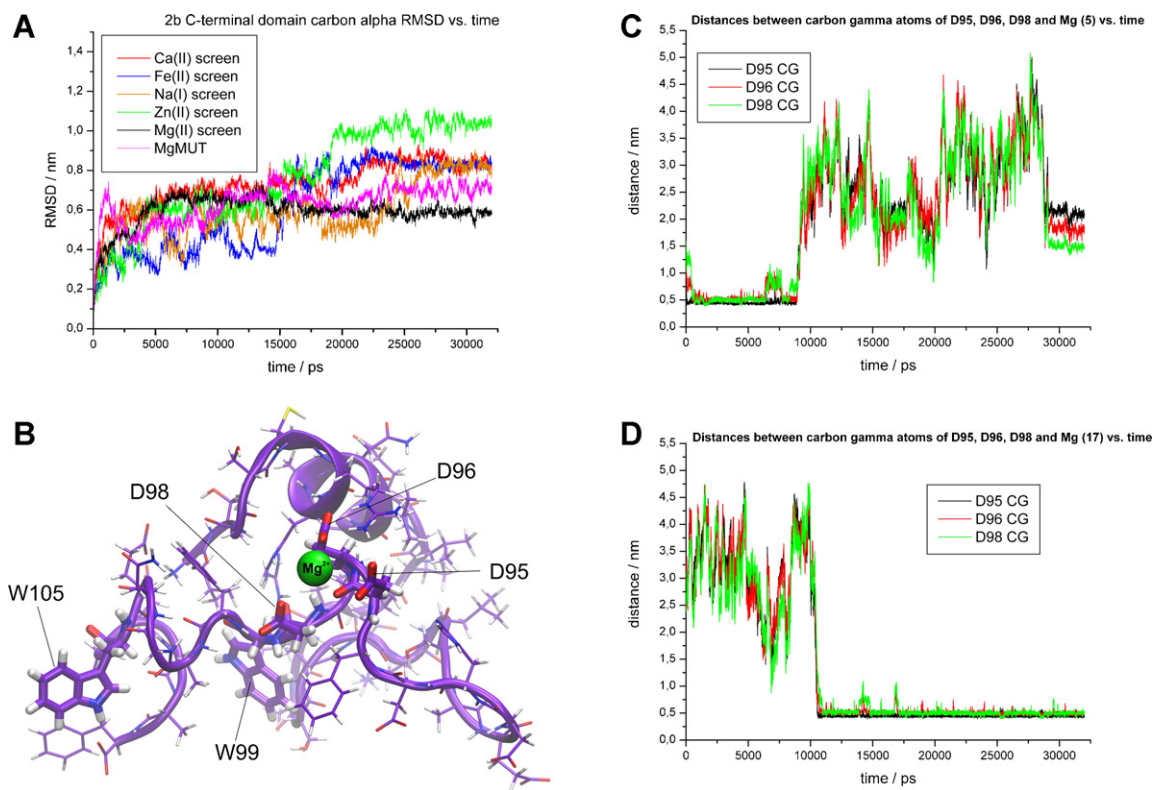 A
2b C-terminal domain carbon alpha RMSD vs. time
Ca(II) screen
Fe(II) screen
Na(I) screen
Zn(II) screen
Mg(II) screen
MgMUT
RMSD / nm
1,4
1,2
1,0
0,8
0,6
0,4
0,2
0,0
0 5000 10000 15000 20000 25000 30000
time / ps
B
D96
D98
Mg²⁺
D95
W105
W99
C
Distances between carbon gamma atoms of D95, D96, D98 and Mg (5) vs. time
D95 CG
D96 CG
D98 CG
distance / nm
5,5
5,0
4,5
4,0
3,5
3,0
2,5
2,0
1,5
1,0
0,5
0,0
0 5000 10000 15000 20000 25000 30000
time / ps
D
Distances between carbon gamma atoms of D95, D96, D98 and Mg (17) vs. time
D95 CG
D96 CG
D98 CG
distance / nm
5,5
5,0
4,5
4,0
3,5
3,0
2,5
2,0
1,5
1,0
0,5
0,0
0 5000 10000 15000 20000 25000 30000
time / ps